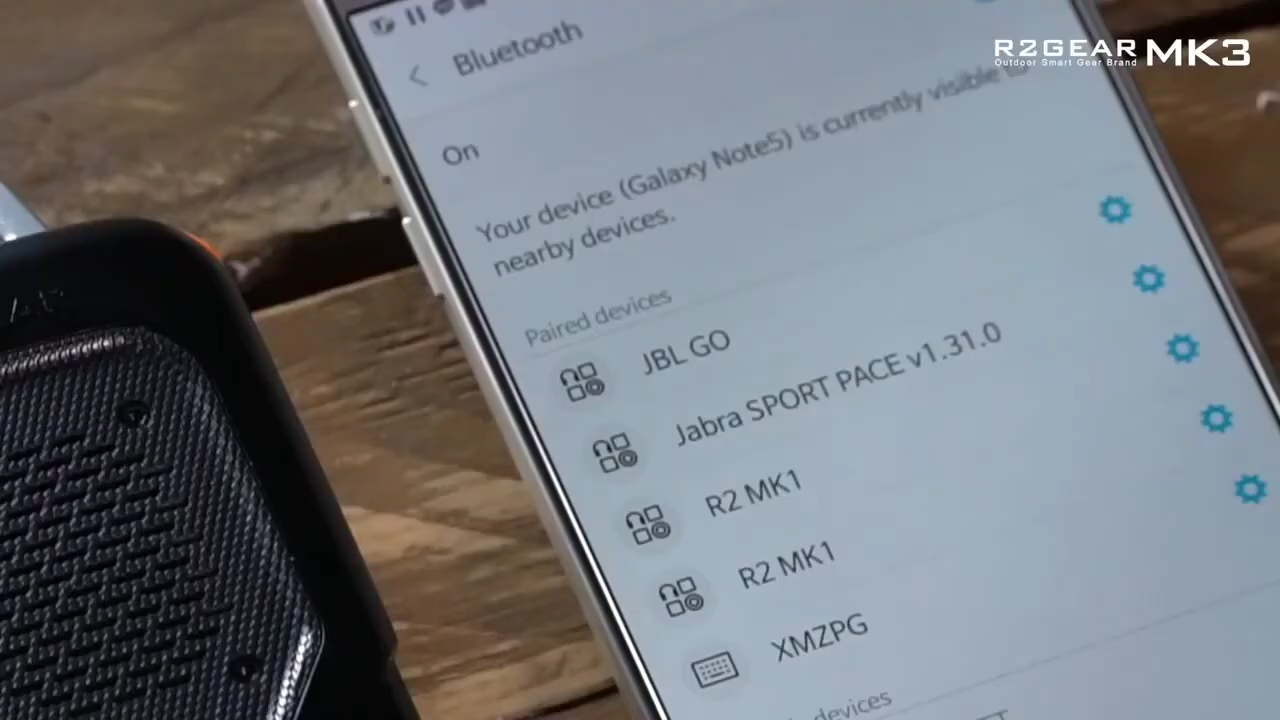 R2GEAR MK3
Outdoor Smart Gear Brand
Bluetooth
On
Your device (Galaxy Note5) is currently visible to
nearby devices.
Paired devices
JBL GO
Jabra SPORT PACE v1.31.0
R2 MK1
R2 MK1
XMZPG
devices